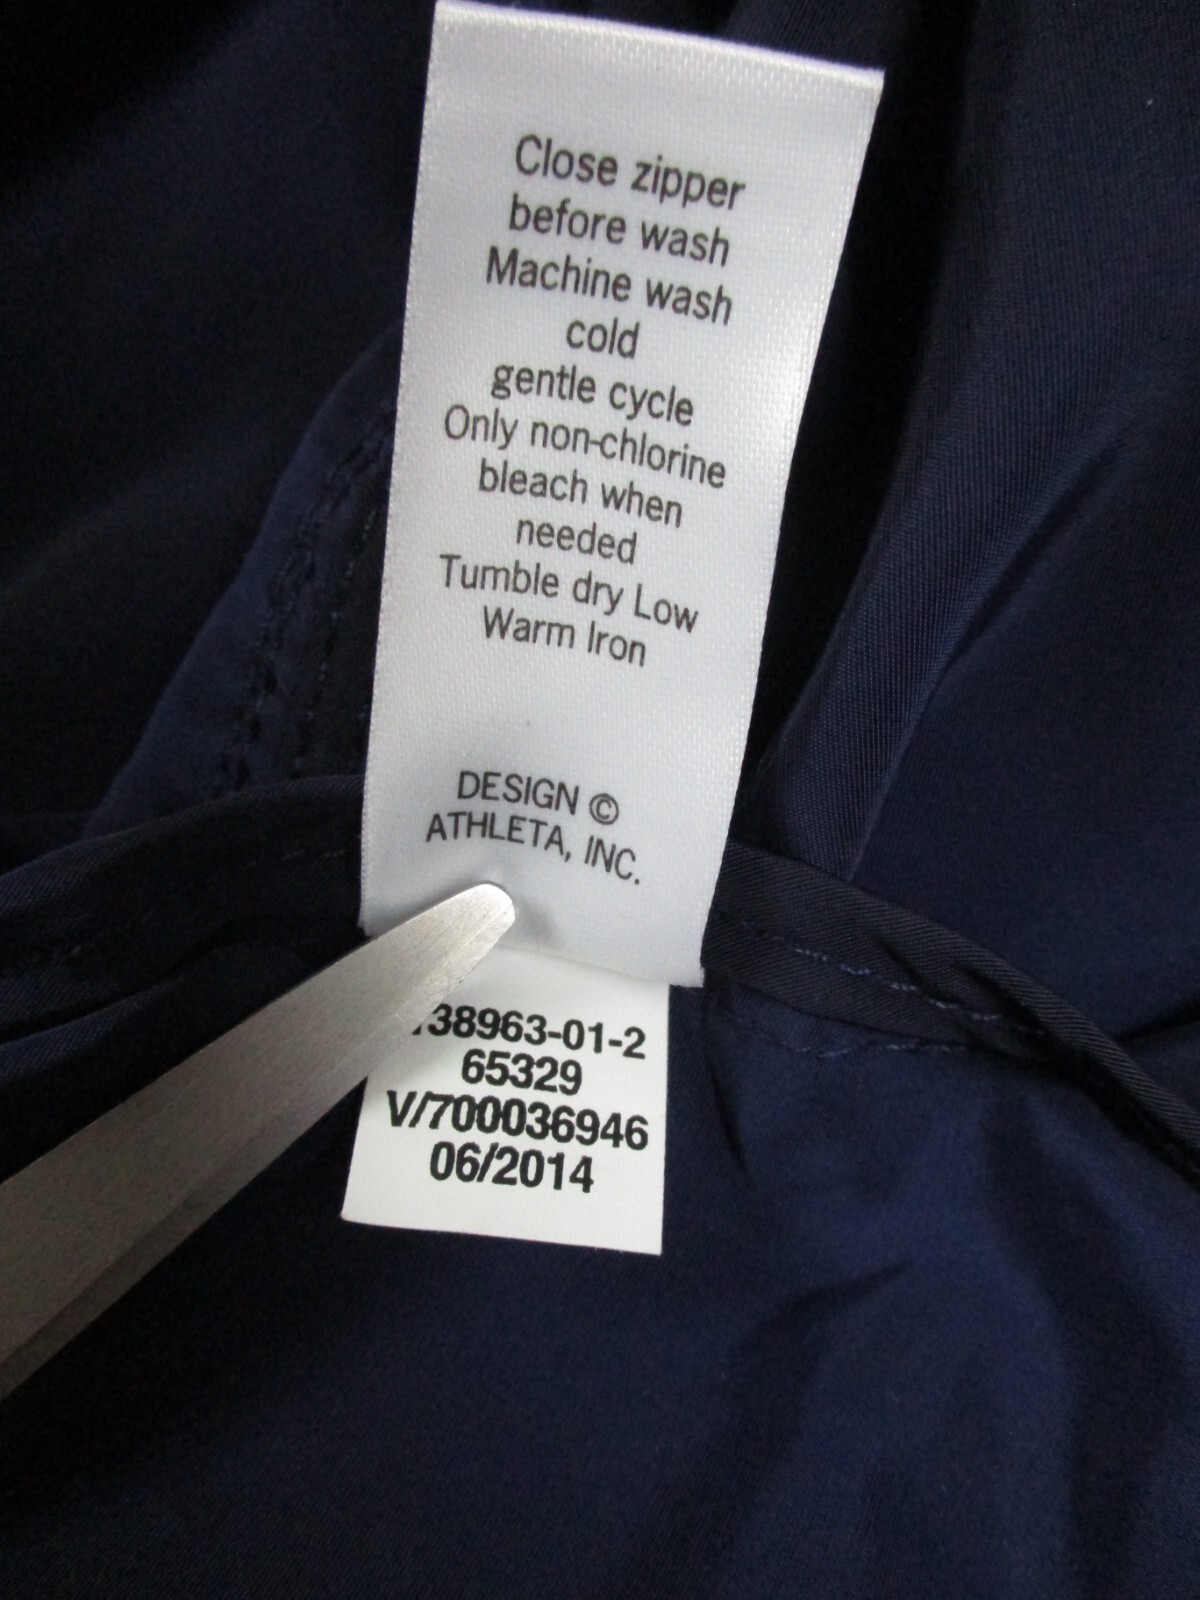 Close zipper
before wash
Machine wash
cold
gentle cycle
Only non-chlorine
bleach when
needed
Tumble dry Low
Warm Iron
DESIGN ©
ATHLETA, INC.
38963-01-2
65329
V/700036946
06/2014